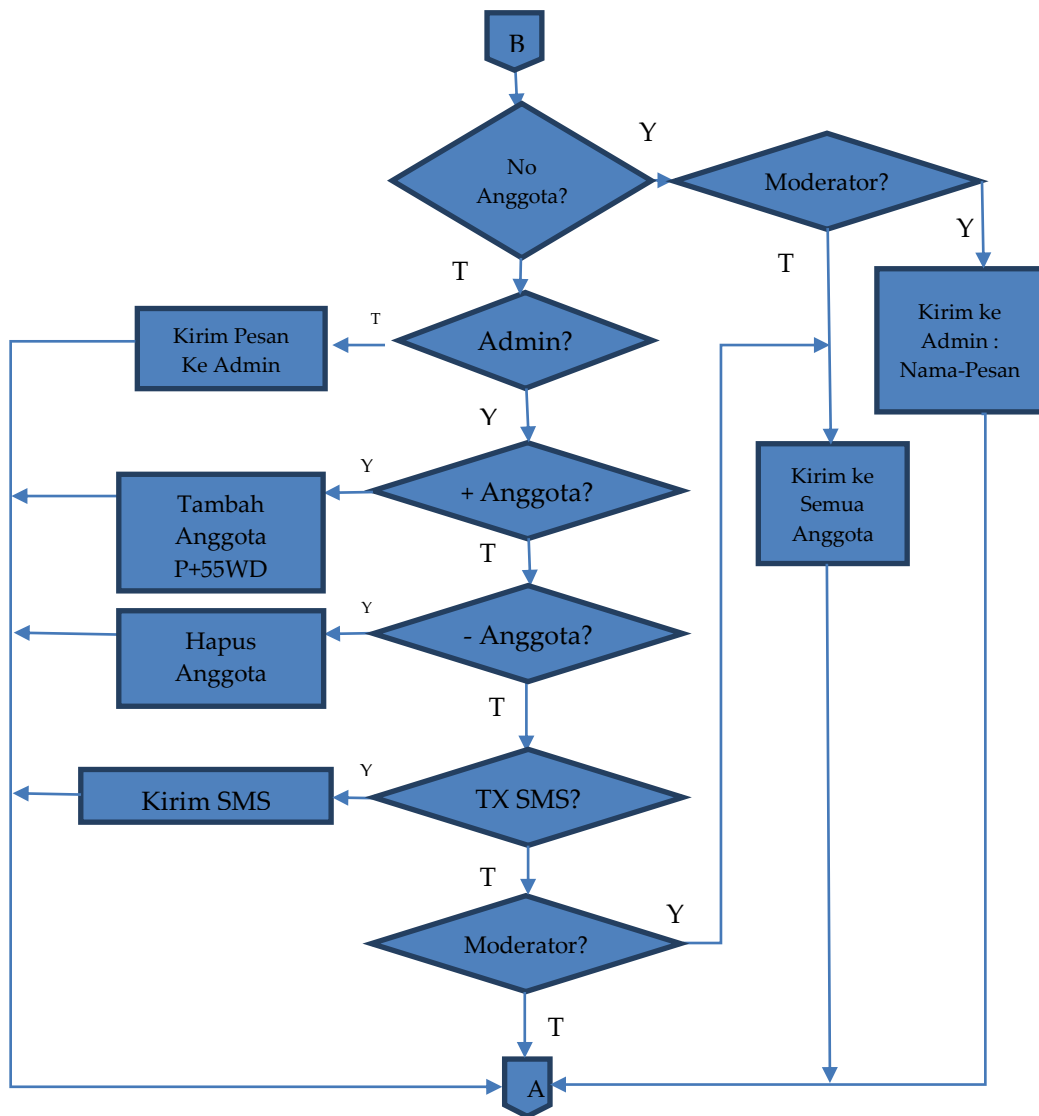 B
Y
No
Anggota?
Moderator?
Y
T
T
Kirim ke
Admin :
Nama-Pesan
T
Kirim Pesan
Ke Admin
Admin?
Y
Kirim ke
Semua
Anggota
Y
+ Anggota?
Tambah
Anggota
P+55WD
T
Y
- Anggota?
Hapus
Anggota
T
Y
TX SMS?
Kirim SMS
T
Y
Moderator?
T
A